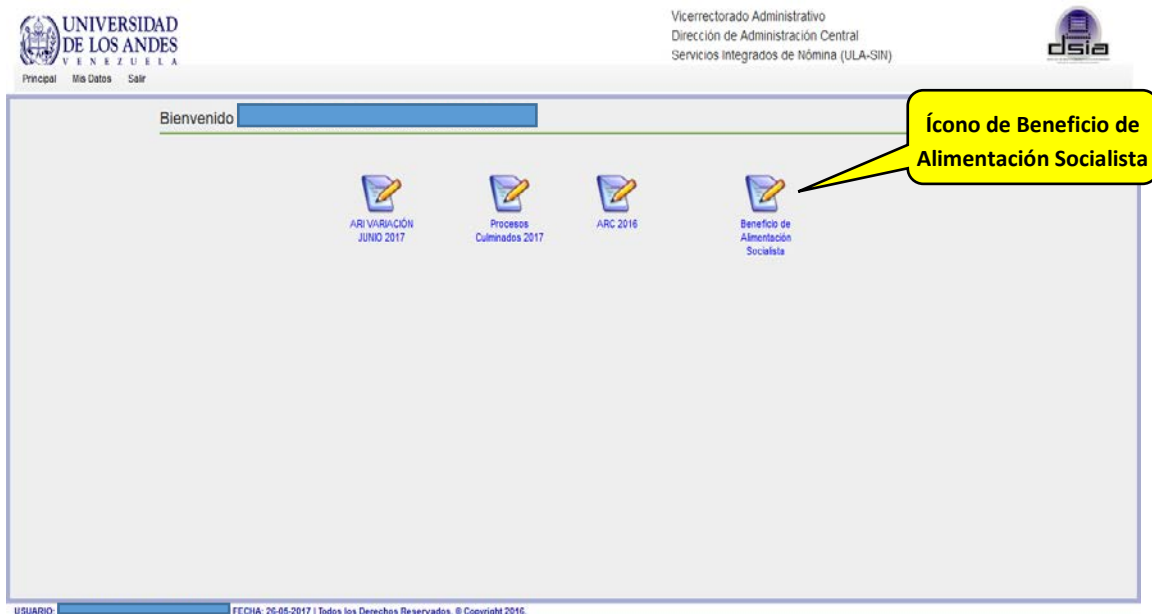 UNIVERSIDAD
DE LOS ANDES
VENEZUELA
Vicerrectorado Administrativo
Dirección de Administración Central
Servicios Integrados de Nómina (ULA-SIN)
dsia
Principal Mis Datos Salir
Bienvenido
Ícono de Beneficio de
Alimentación Socialista
ARI VARIACIÓN
JUNIO 2017
Procesos
Culminados 2017
ARC 2016
Beneficio de
Alimentación
Socialista
USUARIO: FECHA: 26-05-2017 | Todos los Derechos Reservados. © Copyright 2016.